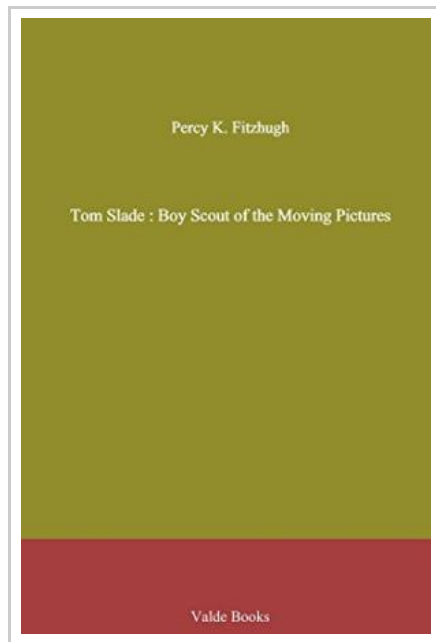 Percy K. Fitzhugh
Tom Slade : Boy Scout of the Moving Pictures
Valde Books